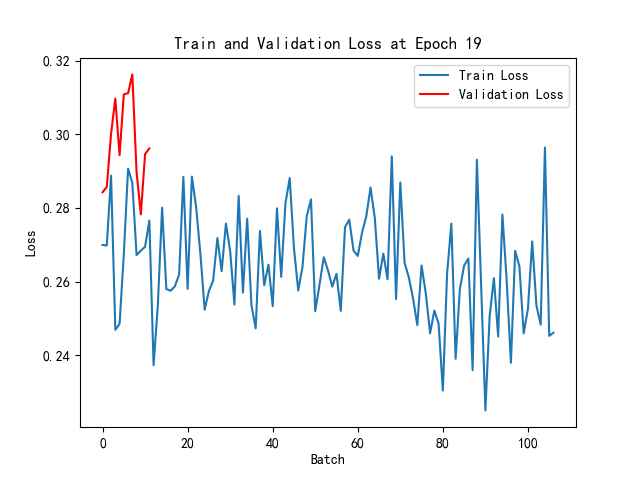 Train and Validation Loss at Epoch 19
Train Loss
Validation Loss
0.32
0.30
0.28
0.26
0.24
Loss
0
20
40
60
80
100
Batch